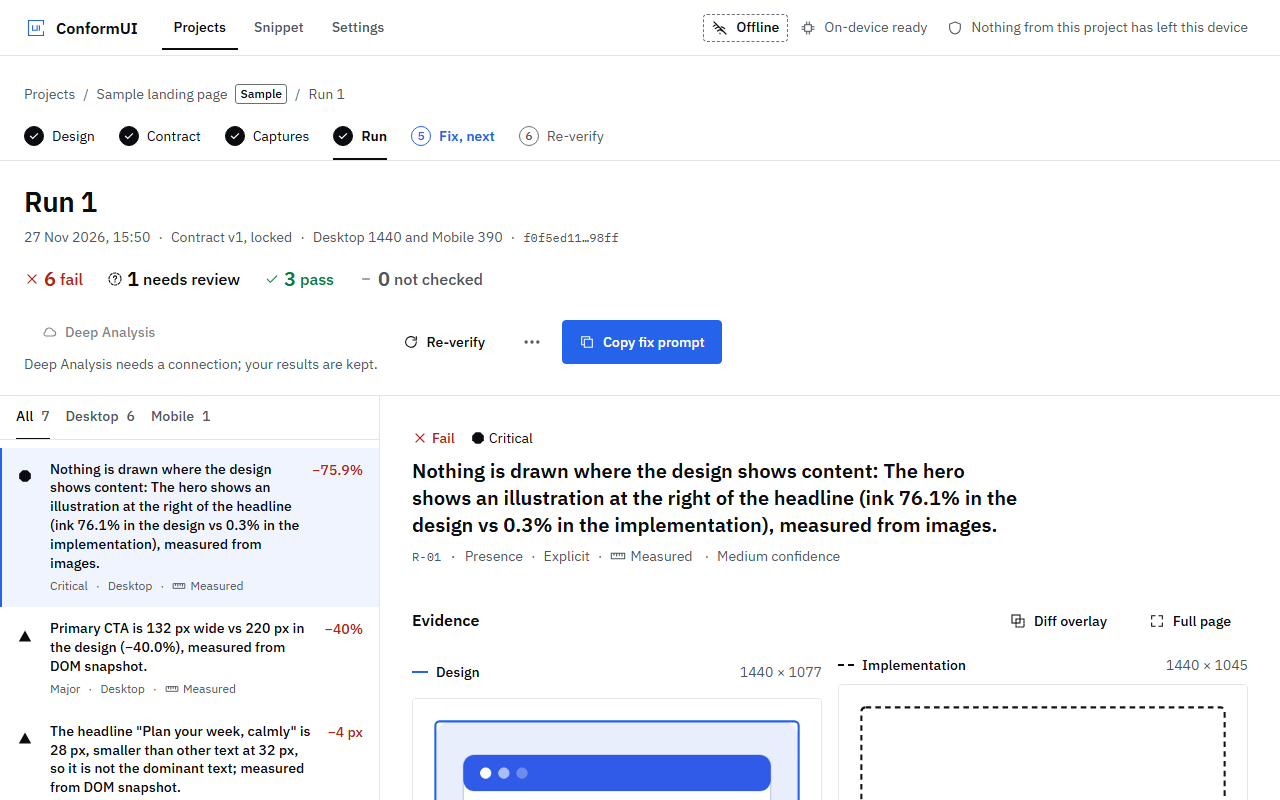 UI ConformUI Projects Snippet Settings Offline On-device ready Nothing from this project has left this device
Projects / Sample landing page Sample / Run 1
Design Contract Captures Run 5 Fix, next 6 Re-verify
Run 1
27 Nov 2026, 15:50 · Contract v1, locked · Desktop 1440 and Mobile 390 · f0f5ed11…98ff
6 fail 1 needs review 3 pass – 0 not checked
Deep Analysis
Deep Analysis needs a connection; your results are kept.
Re-verify ••• Copy fix prompt
All 7 Desktop 6 Mobile 1
Nothing is drawn where the design
shows content: The hero shows an
illustration at the right of the headline
(ink 76.1% in the design vs 0.3% in the
implementation), measured from
images.
−75.9%
Critical · Desktop · Measured
Primary CTA is 132 px wide vs 220 px in
the design (−40.0%), measured from
DOM snapshot.
−40%
Major · Desktop · Measured
The headline "Plan your week, calmly" is
28 px, smaller than other text at 32 px,
so it is not the dominant text; measured
from DOM snapshot.
−4 px
Fail Critical
Nothing is drawn where the design shows content: The hero
shows an illustration at the right of the headline (ink 76.1% in the
design vs 0.3% in the implementation), measured from images.
R-01 · Presence · Explicit · Measured · Medium confidence
Evidence Diff overlay Full page
Design 1440 × 1077
Implementation 1440 × 1045